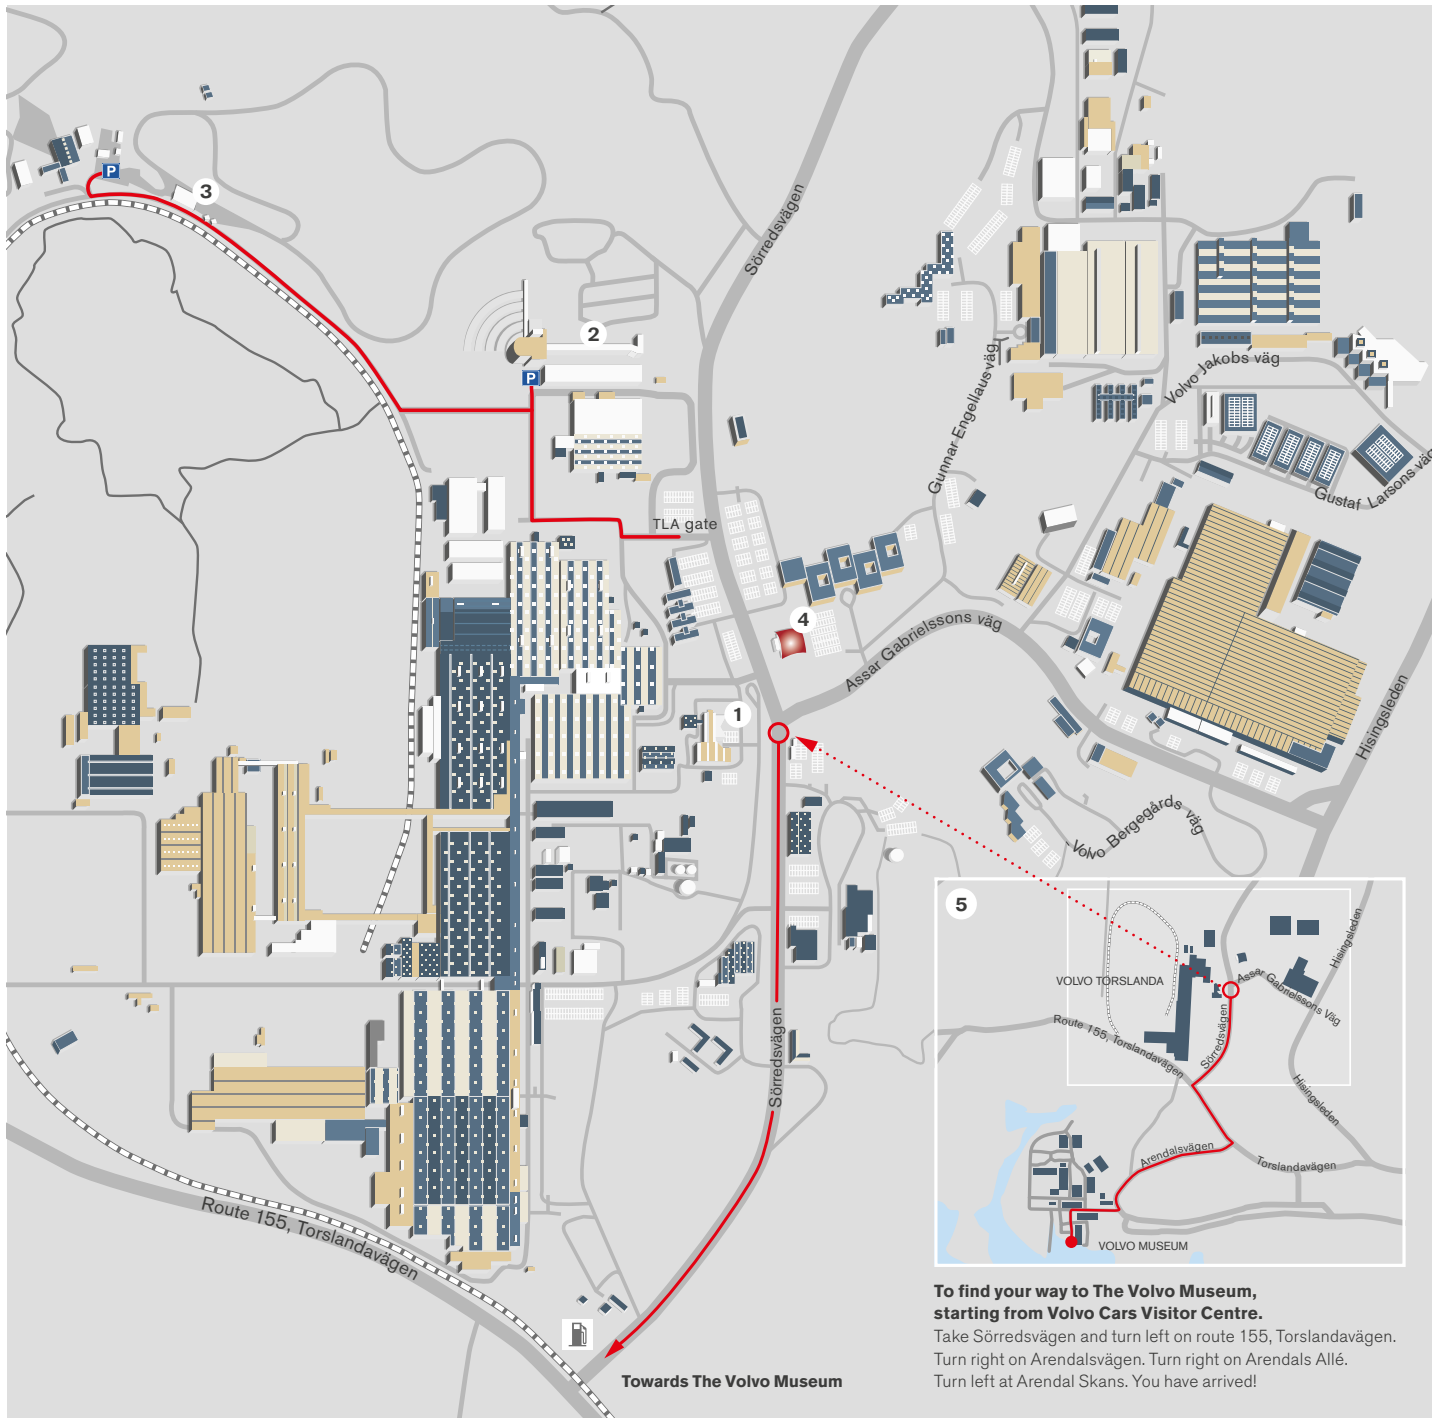 P
3
Sörredsvägen
2
P
Volvo Jakobs väg
Gunnar Engellaus väg
Gustaf Larsons väg
TLA gate
4
Assar Gabrielssons väg
1
Hisingsleden
Volvo Bergegårds väg
5
Hisingsleden
VOLVO TORSLANDA
Assar Gabrielssons Väg
Route 155, Torslandavägen
Sörredsvägen
Sörredsvägen
Hisingsleden
Arendalsvägen
Torslandavägen
VOLVO MUSEUM
Route 155, Torslandavägen
To find your way to The Volvo Museum,
starting from Volvo Cars Visitor Centre.
Take Sörredsvägen and turn left on route 155, Torslandavägen.
Turn right on Arendalsvägen. Turn right on Arendals Allé.
Turn left at Arendal Skans. You have arrived!
Towards The Volvo Museum